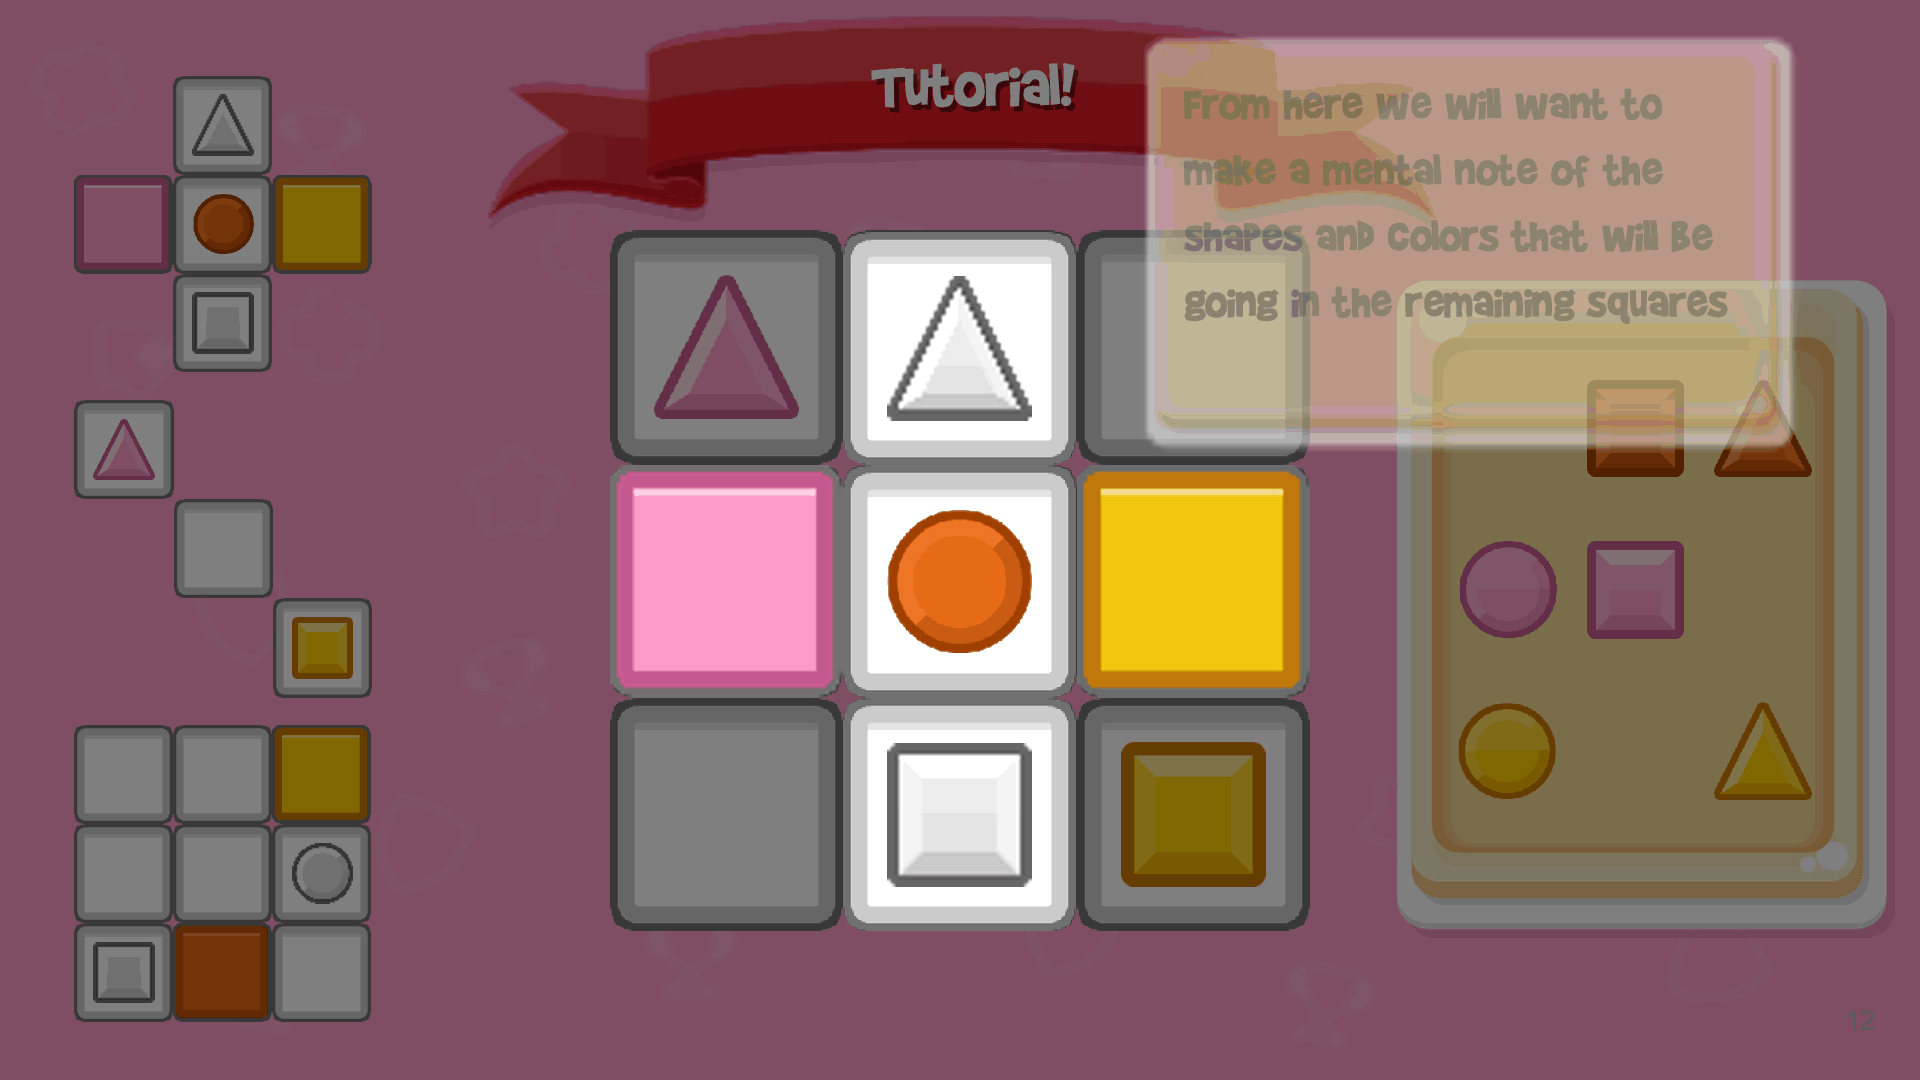 Tutorial!
From here we will want to
make a mental note of the
shapes and Colors that will Be
going in the remaining squares
12